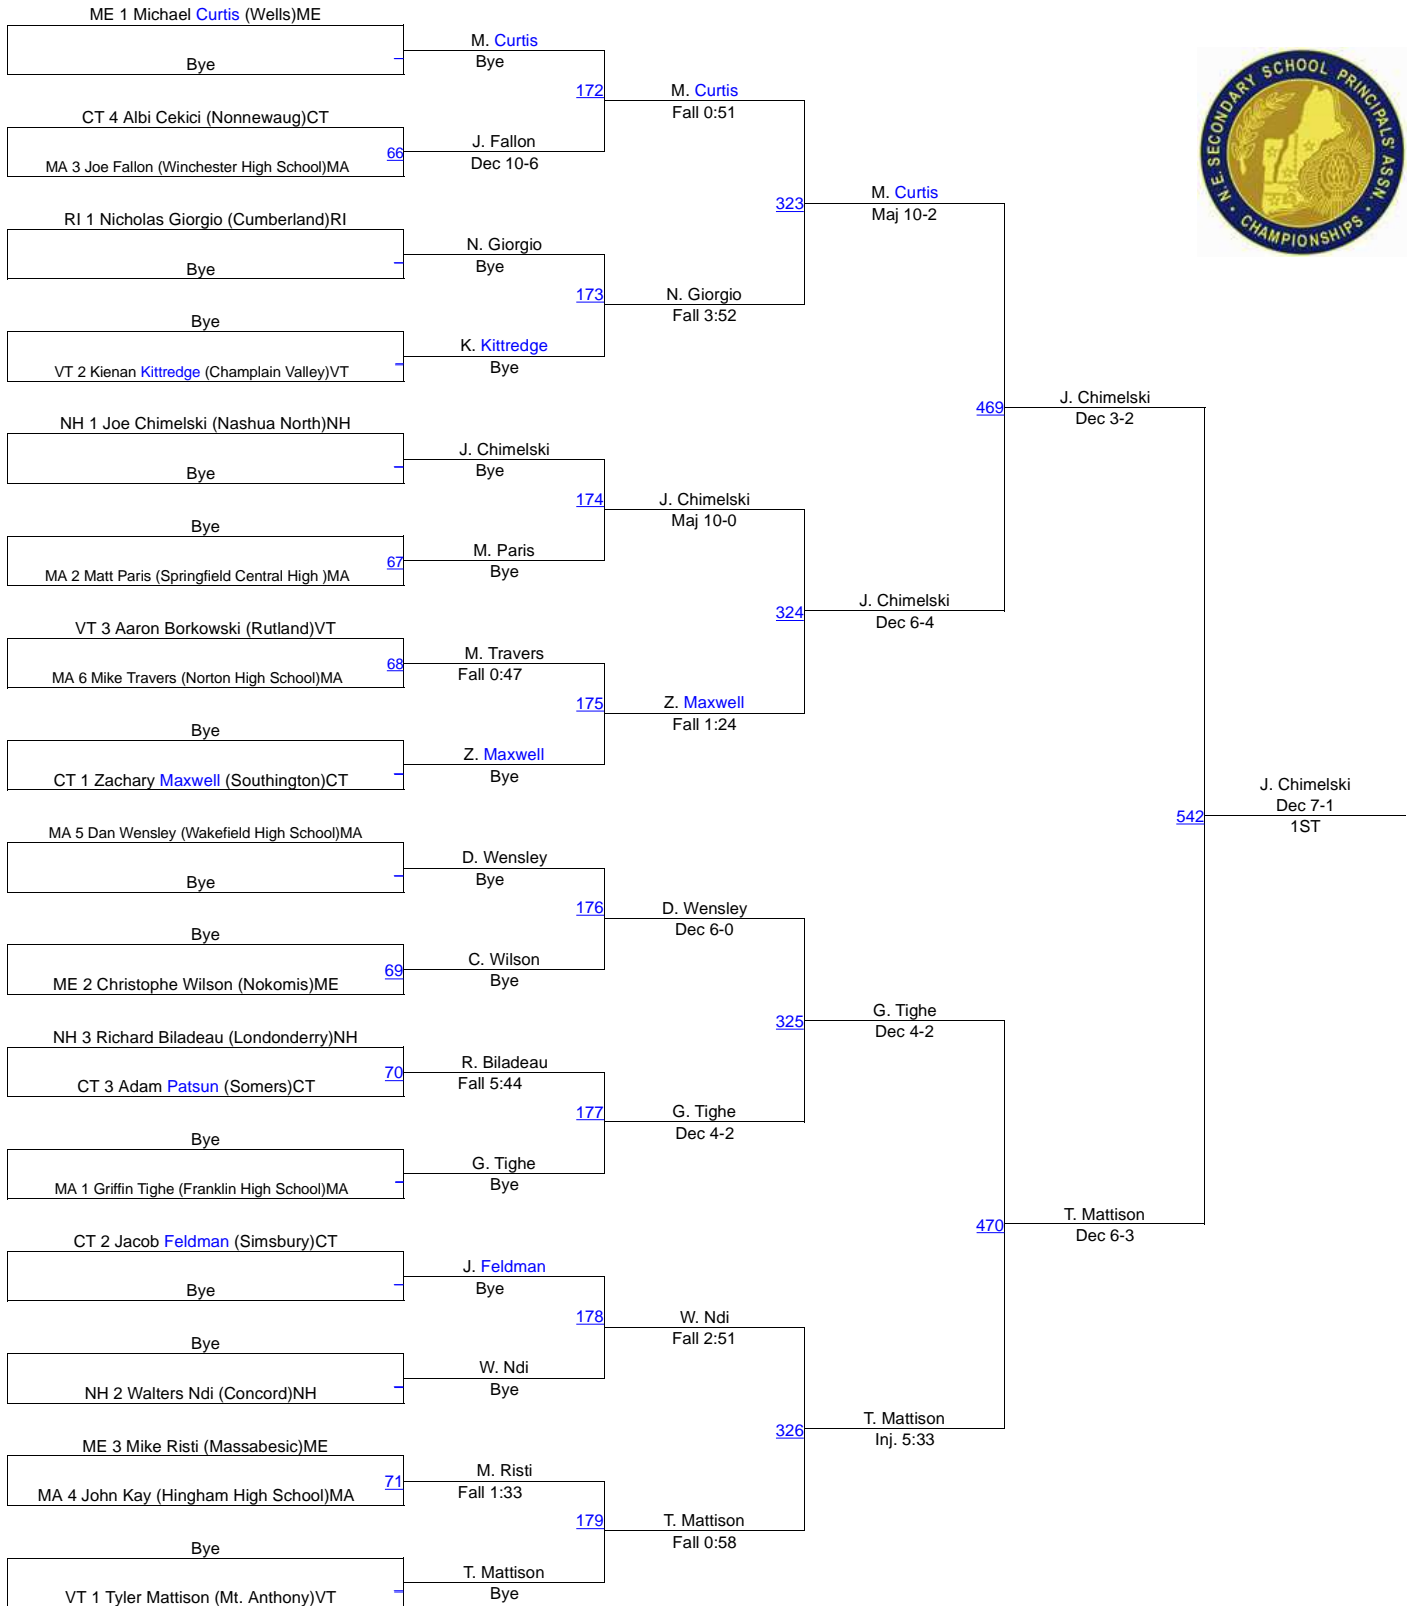 ME 1 Michael Curtis (Wells)ME
Bye
CT 4 Albi Cekici (Nonnewaug)CT
66
MA 3 Joe Fallon (Winchester High School)MA
RI 1 Nicholas Giorgio (Cumberland)RI
Bye
Bye
VT 2 Kienan Kittredge (Champlain Valley)VT
NH 1 Joe Chimelski (Nashua North)NH
Bye
Bye
67
MA 2 Matt Paris (Springfield Central High )MA
VT 3 Aaron Borkowski (Rutland)VT
68
MA 6 Mike Travers (Norton High School)MA
Bye
CT 1 Zachary Maxwell (Southington)CT
MA 5 Dan Wensley (Wakefield High School)MA
Bye
Bye
69
ME 2 Christophe Wilson (Nokomis)ME
NH 3 Richard Biladeau (Londonderry)NH
70
CT 3 Adam Patsun (Somers)CT
Bye
MA 1 Griffin Tighe (Franklin High School)MA
CT 2 Jacob Feldman (Simsbury)CT
Bye
Bye
NH 2 Walters Ndi (Concord)NH
ME 3 Mike Risti (Massabesic)ME
71
MA 4 John Kay (Hingham High School)MA
Bye
VT 1 Tyler Mattison (Mt. Anthony)VT
M. Curtis
Bye
172
J. Fallon
Dec 10-6
N. Giorgio
Bye
173
K. Kittredge
Bye
J. Chimelski
Bye
174
M. Paris
Bye
M. Travers
Fall 0:47
175
Z. Maxwell
Bye
D. Wensley
Bye
176
C. Wilson
Bye
R. Biladeau
Fall 5:44
177
G. Tighe
Bye
J. Feldman
Bye
178
W. Ndi
Bye
M. Risti
Fall 1:33
179
T. Mattison
Bye
M. Curtis
Fall 0:51
323
N. Giorgio
Fall 3:52
J. Chimelski
Maj 10-0
324
Z. Maxwell
Fall 1:24
D. Wensley
Dec 6-0
325
G. Tighe
Dec 4-2
W. Ndi
Fall 2:51
326
T. Mattison
Fall 0:58
M. Curtis
Maj 10-2
469
J. Chimelski
Dec 6-4
G. Tighe
Dec 4-2
470
T. Mattison
Inj. 5:33
J. Chimelski
Dec 3-2
542
T. Mattison
Dec 6-3
J. Chimelski
Dec 7-1
1ST
N.E. SECONDARY SCHOOL PRINCIPALS' ASSN.
• CHAMPIONSHIPS •